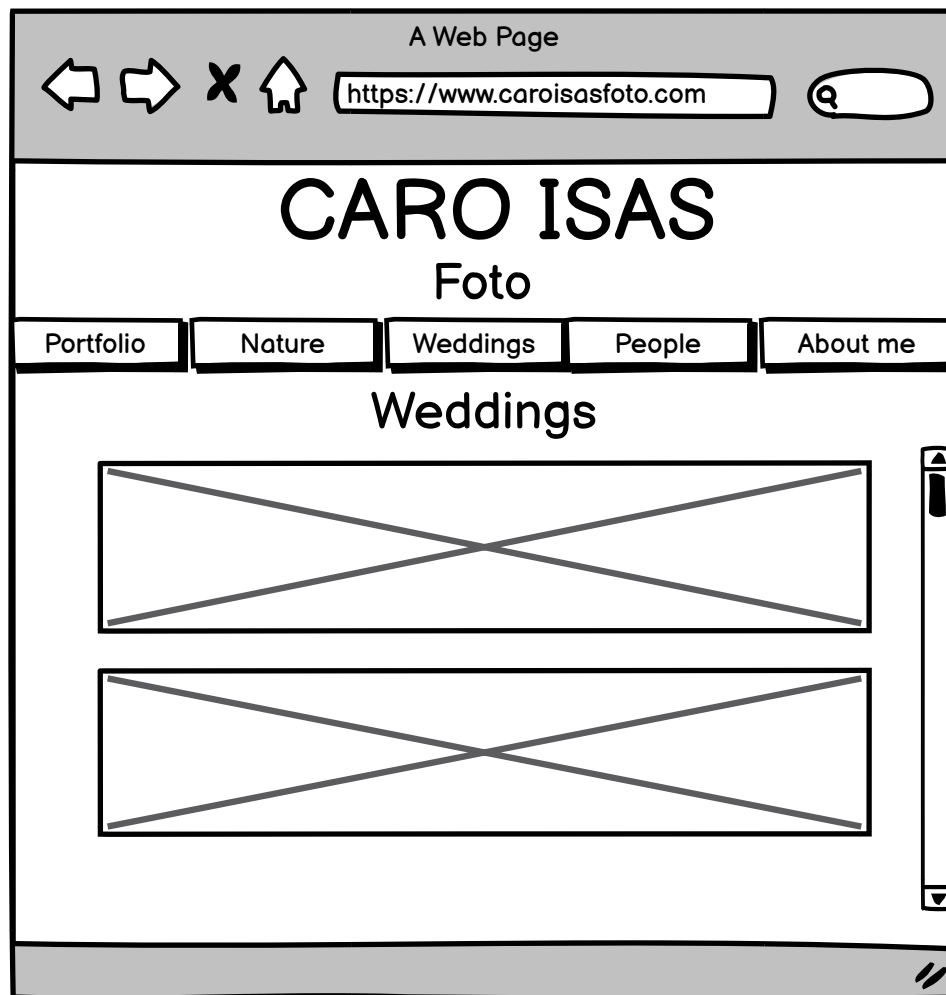 A Web Page
https://www.caroisasfoto.com
CARO ISAS
Foto
Portfolio Nature Weddings People About me
Weddings